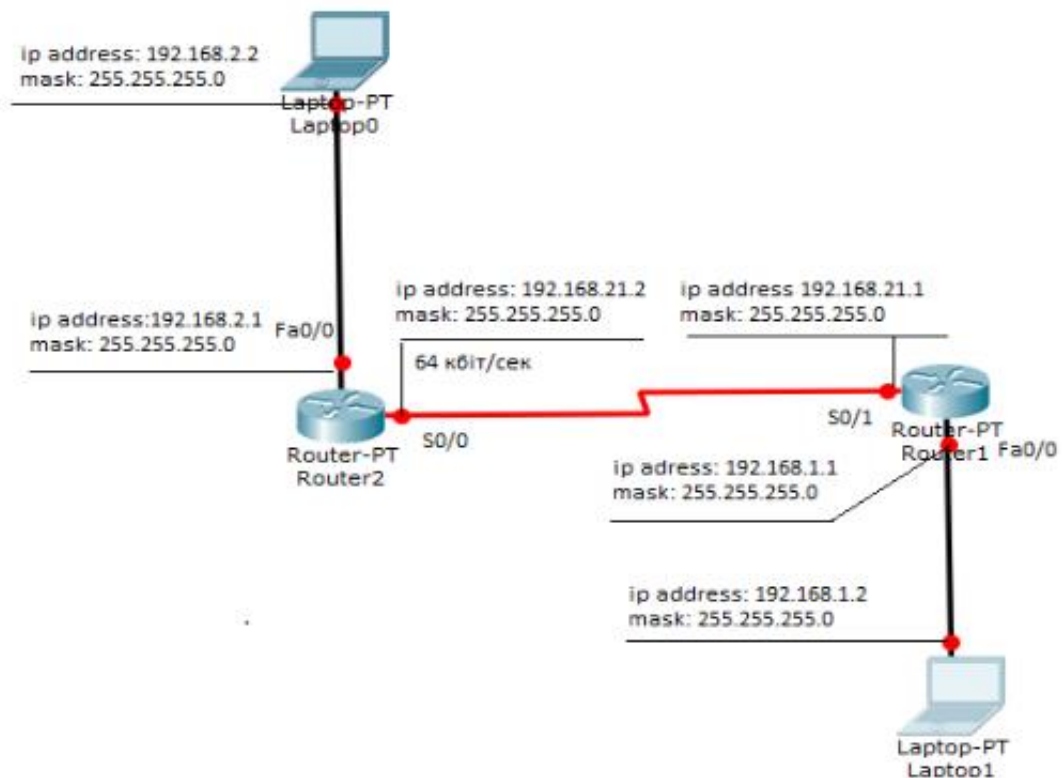 ip address: 192.168.2.2
mask: 255.255.255.0
Laptop-PT
Laptop0
ip address:192.168.2.1
mask: 255.255.255.0
Fa0/0
ip address: 192.168.21.2
mask: 255.255.255.0
64 кбіт/сек
ip address 192.168.21.1
mask: 255.255.255.0
S0/0
S0/1
Router-PT
Router2
Router-PT
Router1
Fa0/0
ip adress: 192.168.1.1
mask: 255.255.255.0
ip address: 192.168.1.2
mask: 255.255.255.0
Laptop-PT
Laptop1